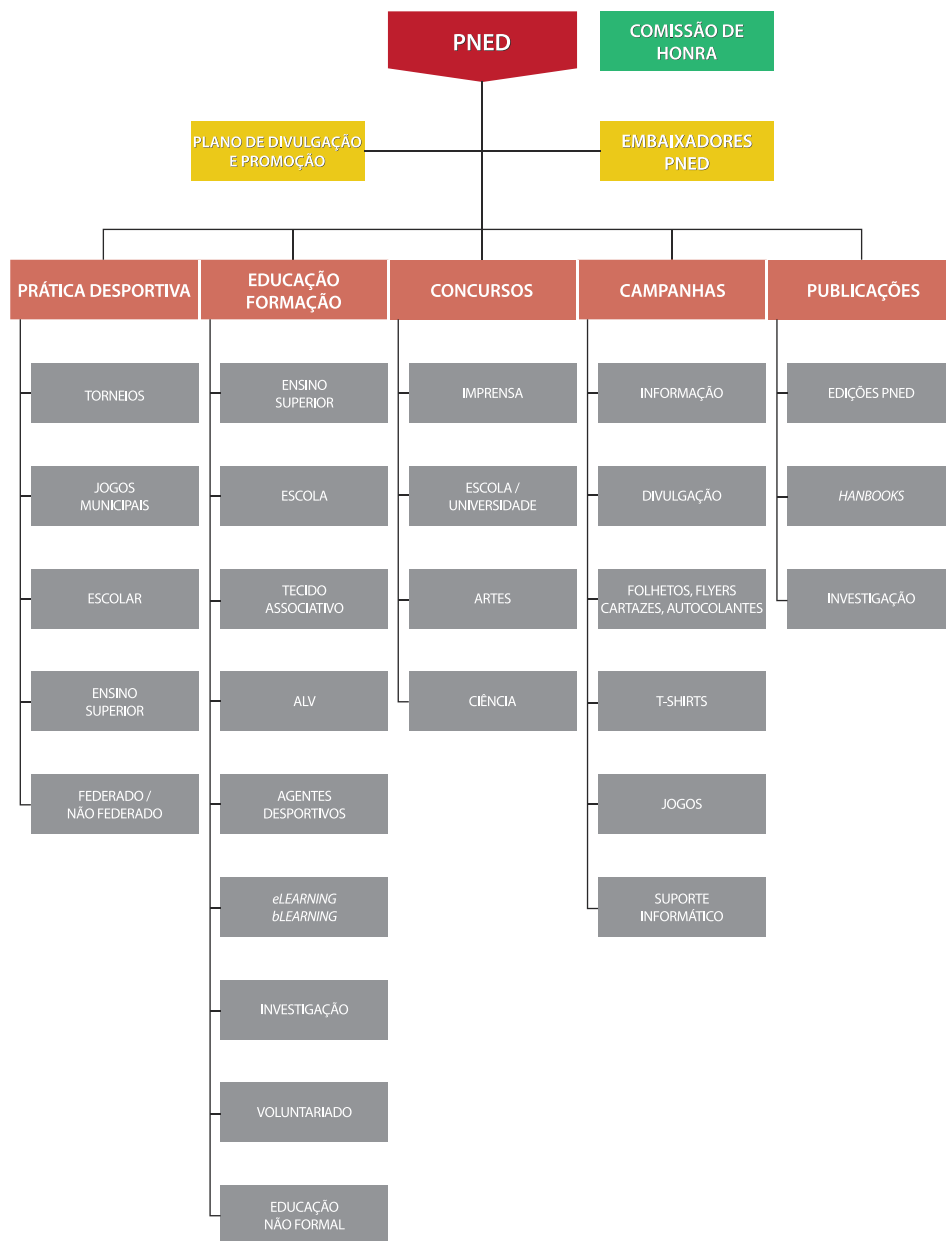 PNED
COMISSÃO DE
HONRA
PLANO DE DIVULGAÇÃO
E PROMOÇÃO
EMBAIXADORES
PNED
PRÁTICA DESPORTIVA
TORNEIOS
JOGOS
MUNICIPAIS
ESCOLAR
ENSINO
SUPERIOR
FEDERADO /
NÃO FEDERADO
EDUCAÇÃO
FORMAÇÃO
ENSINO
SUPERIOR
ESCOLA
TECIDO
ASSOCIATIVO
ALV
AGENTES
DESPORTIVOS
eLEARNING
bLEARNING
INVESTIGAÇÃO
VOLUNTARIADO
EDUCAÇÃO
NÃO FORMAL
CONCURSOS
IMPRENSA
ESCOLA /
UNIVERSIDADE
ARTES
CIÊNCIA
CAMPANHAS
INFORMAÇÃO
DIVULGAÇÃO
FOLHETOS, FLYERS
CARTAZES, AUTOCOLANTES
T-SHIRTS
JOGOS
SUPORTE
INFORMÁTICO
PUBLICAÇÕES
EDIÇÕES PNED
HANBOOKS
INVESTIGAÇÃO